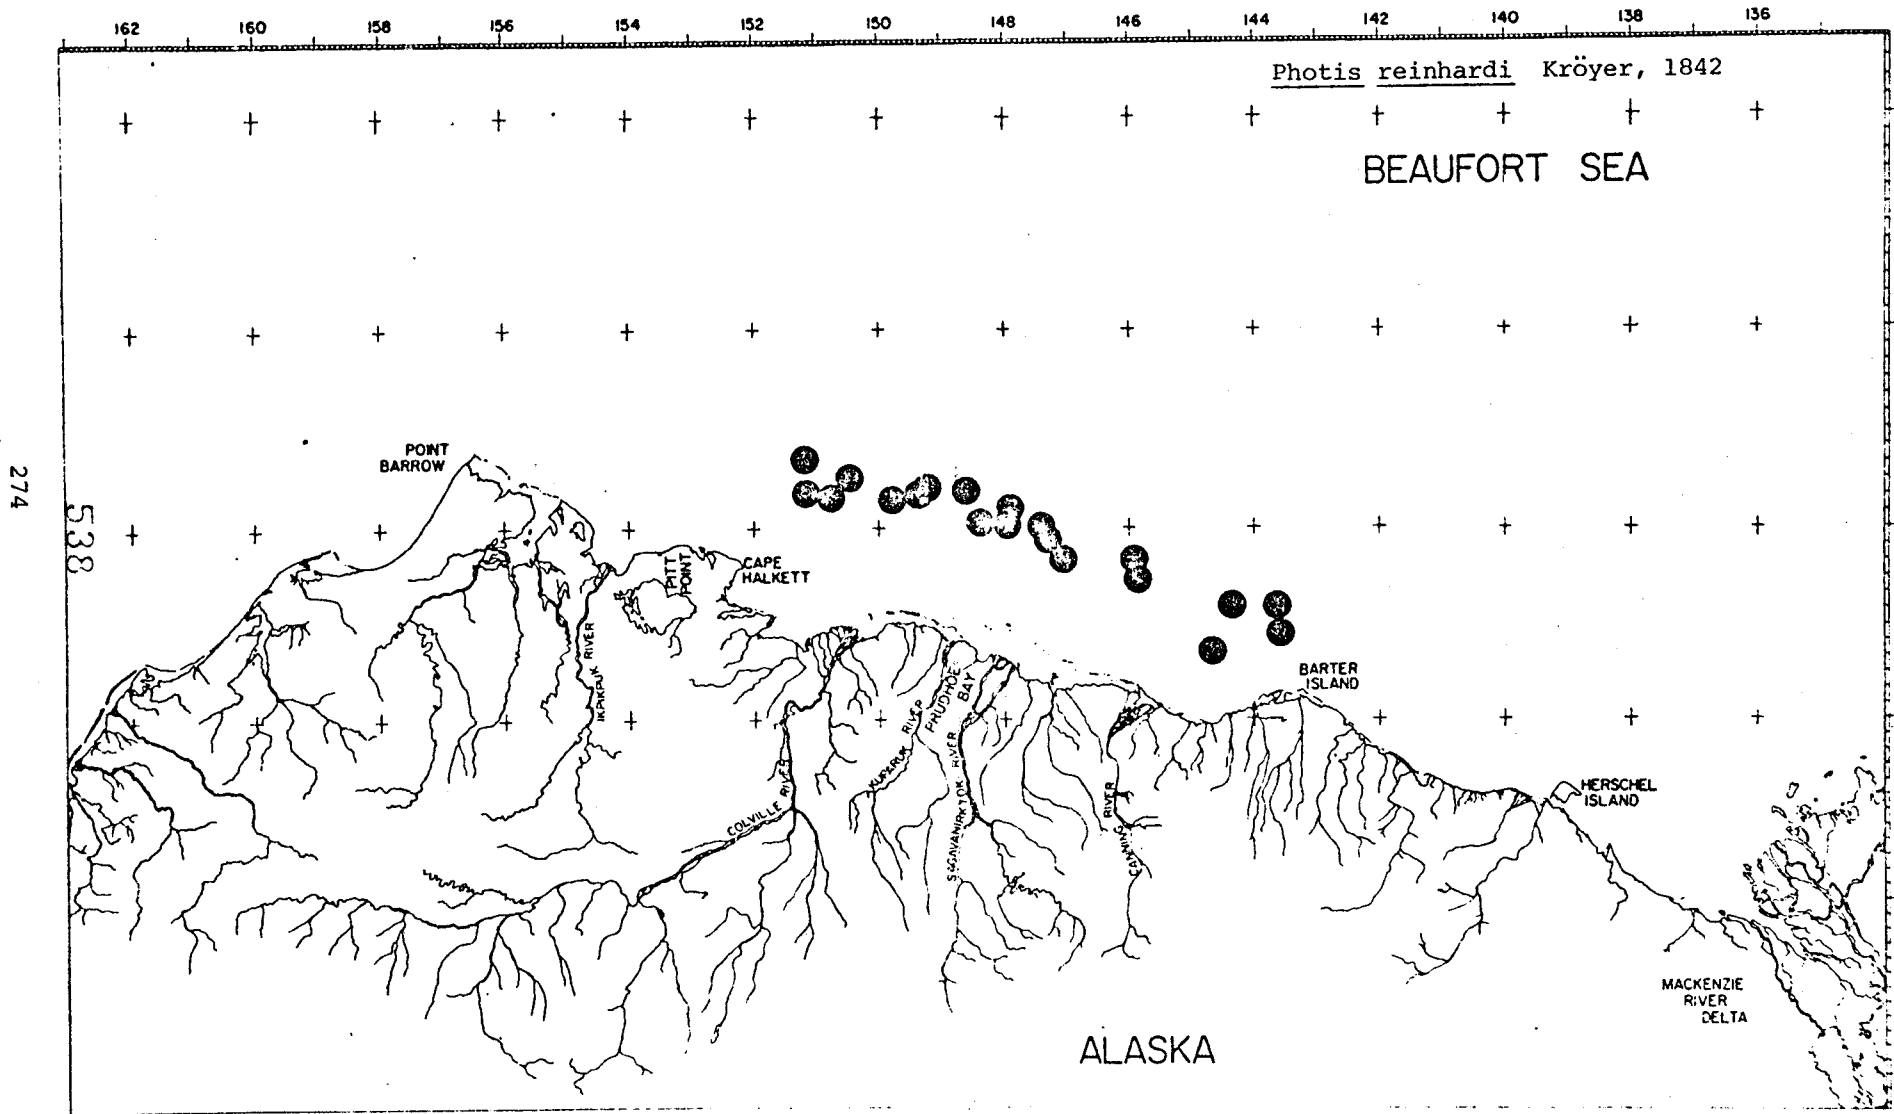 162 160 158 156 154 152 150 148 146 144 142 140 138 136
Photis reinhardi Kröyer, 1842
BEAUFORT SEA
POINT
BARROW
274
538
PITT
POINT
CAPE
HALKETT
IKPIKPUK RIVER
BARTER
ISLAND
PRUDHOE
BAY
KUPARUK RIVER
COLVILLE RIVER
SAGAVANIRKTOK RIVER
CANNING RIVER
HERSCHEL
ISLAND
MACKENZIE
RIVER
DELTA
ALASKA